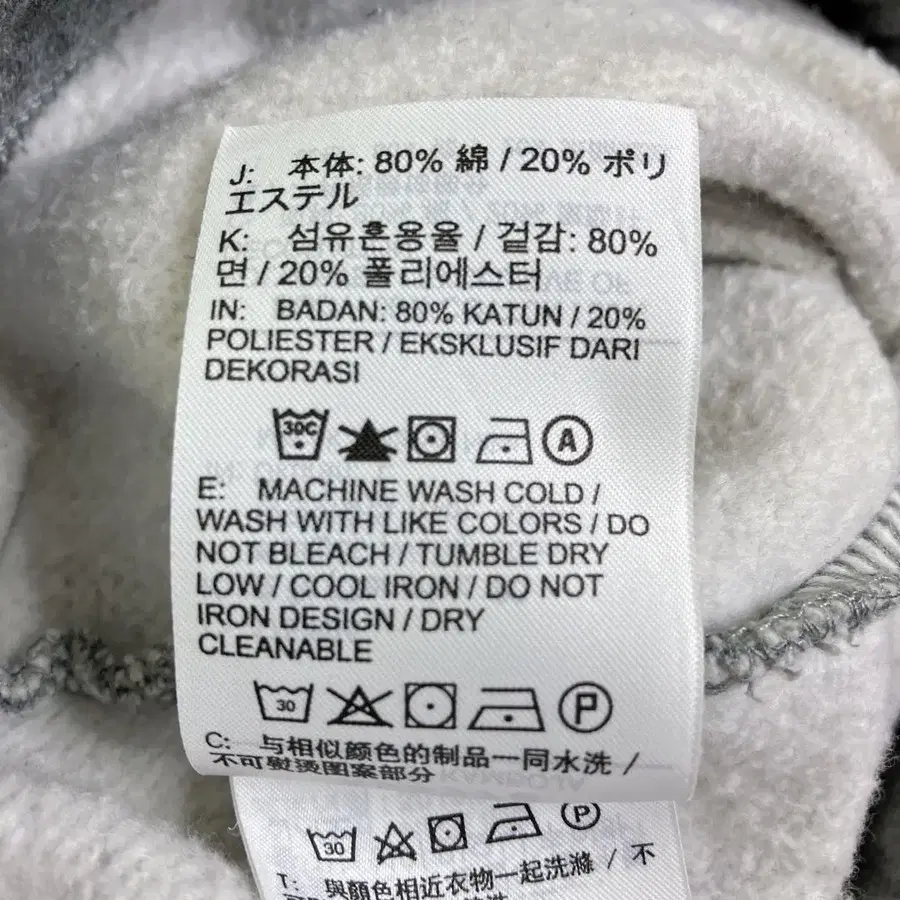 J: 本体: 80% 綿 / 20% ポリ
エステル
K: 섬유혼용율 / 겉감: 80%
면 / 20% 폴리에스터
IN: BADAN: 80% KATUN / 20%
POLIESTER / EKSKLUSIF DARI
DEKORASI
30C A
E: MACHINE WASH COLD /
WASH WITH LIKE COLORS / DO
NOT BLEACH / TUMBLE DRY
LOW / COOL IRON / DO NOT
IRON DESIGN / DRY
CLEANABLE
30 P
C: 与相似颜色的制品一同水洗 /
不可熨烫图案部分
30 P
T: 與顏色相近衣物一起洗滌 / 不